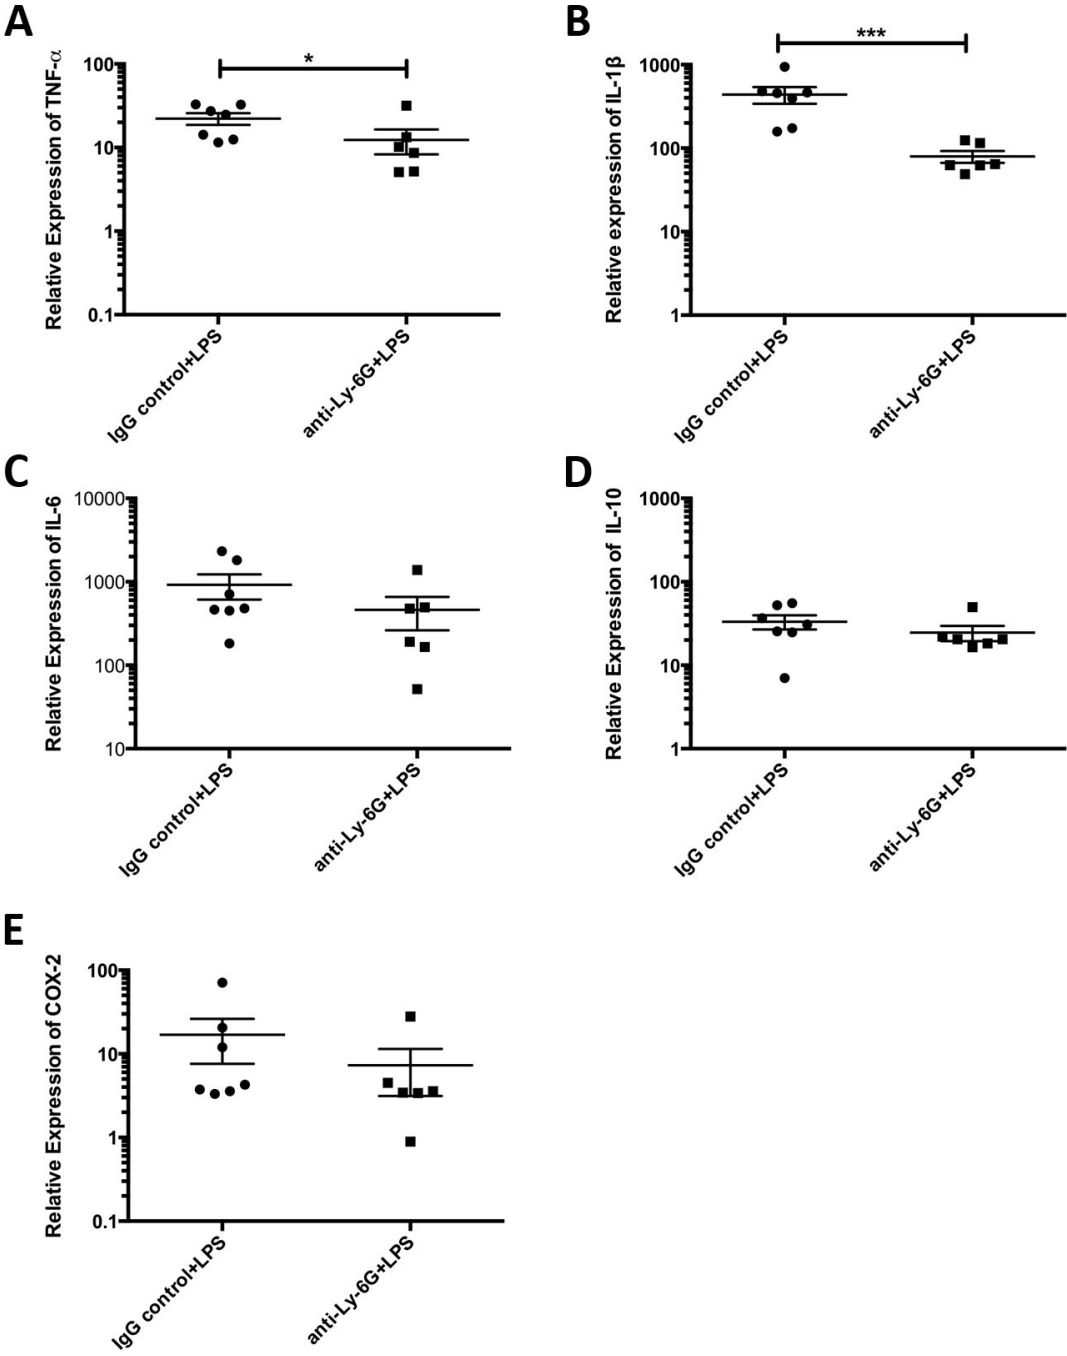 A
Relative Expression of TNF-α
100
10
1
0.1
*
IgG control+LPS
anti-Ly-6G+LPS
B
Relative expression of IL-1β
1000
100
10
1
***
IgG control+LPS
anti-Ly-6G+LPS
C
Relative Expression of IL-6
10000
1000
100
10
IgG control+LPS
anti-Ly-6G+LPS
D
Relative Expression of IL-10
1000
100
10
1
IgG control+LPS
anti-Ly-6G+LPS
E
Relative Expression of COX-2
100
10
1
0.1
IgG control+LPS
anti-Ly-6G+LPS